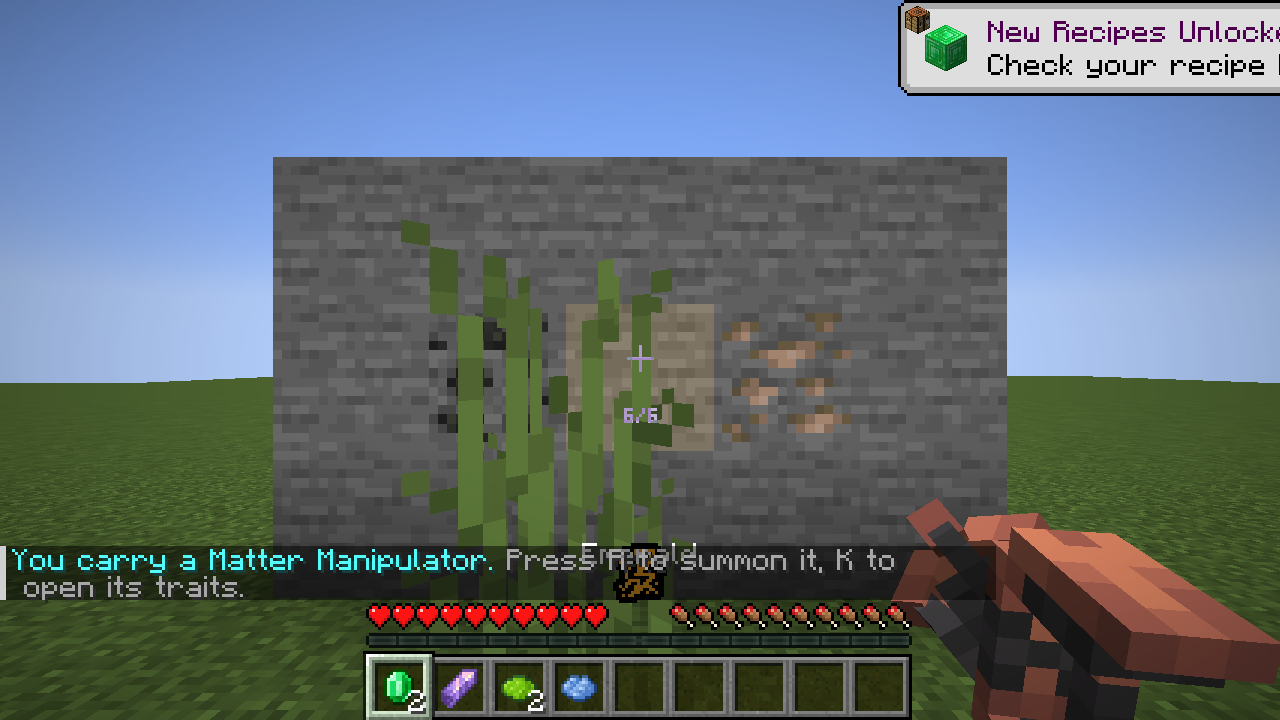 New Recipes Unlocke
Check your recipe
6/6
Emerald
You carry a Matter Manipulator. Press R to summon it, K to
open its traits.
2
2